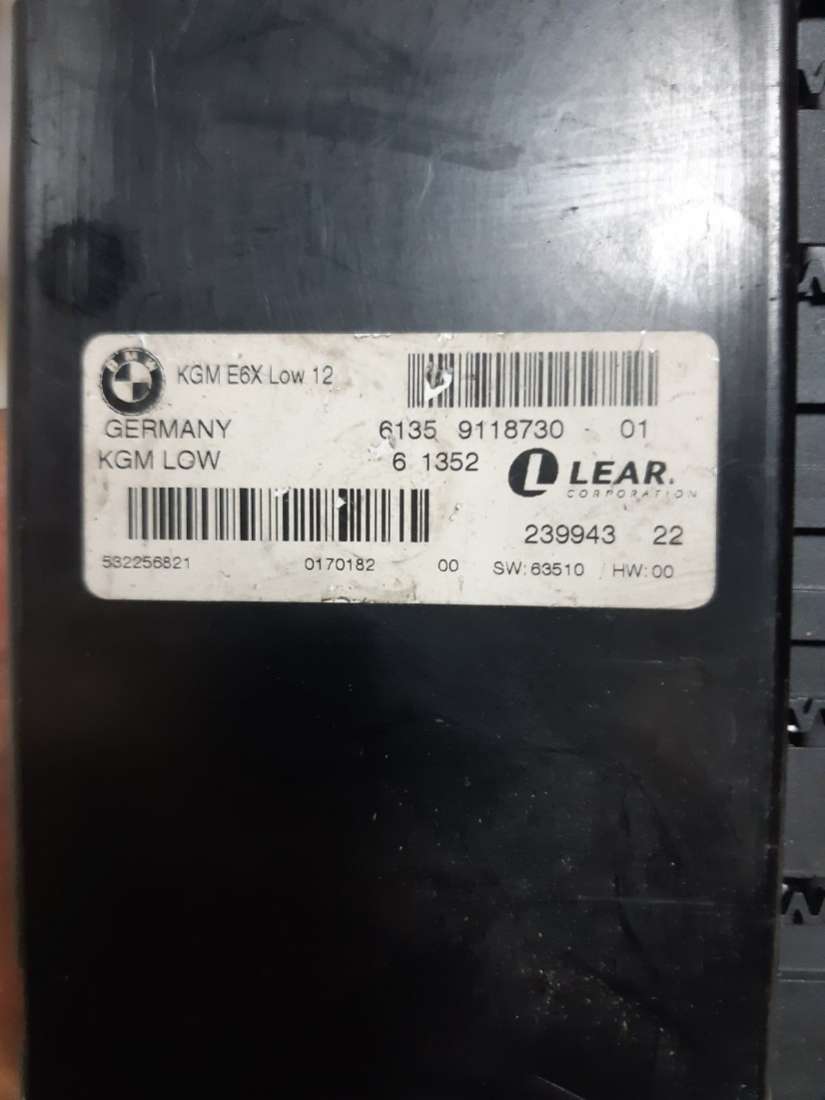 BMW
KGM E6X Low 12
GERMANY 6135 9118730 - 01
KGM LOW 6 1352 LEAR.
CORPORATION
239943 22
532256821 0170182 00 SW: 63510 HW: 00